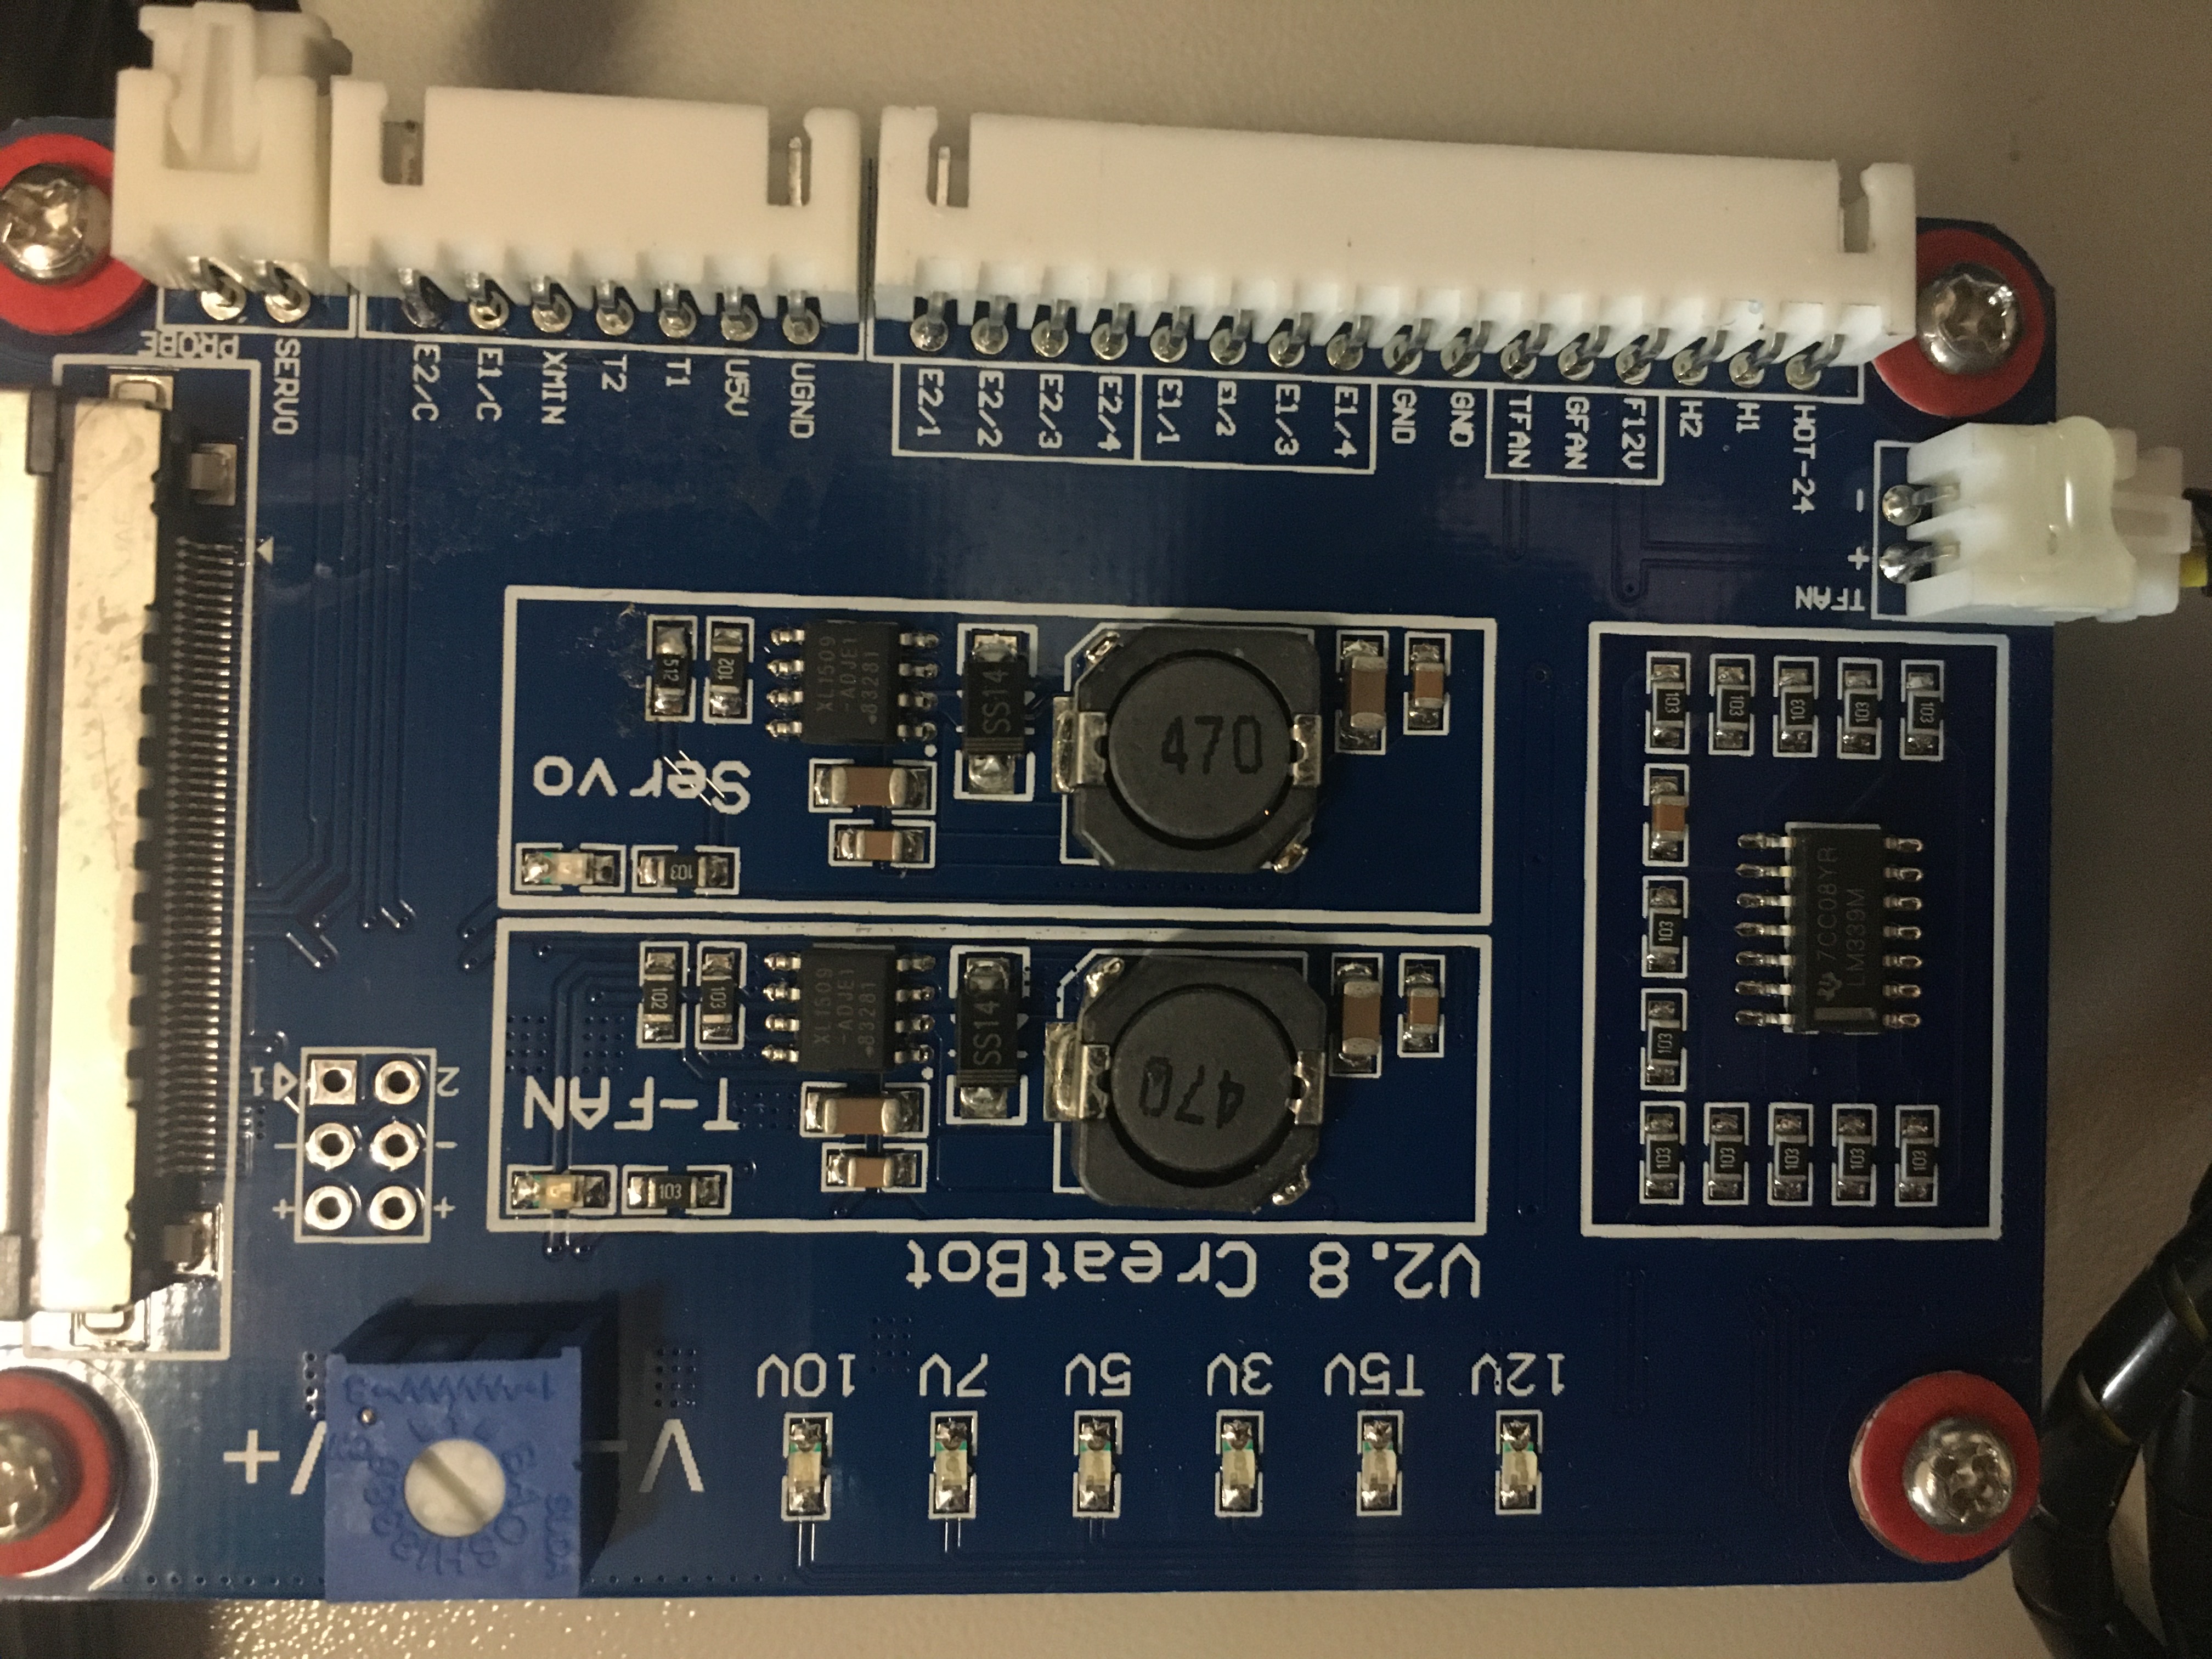 JAE
PROBE
SERVO
V-/+
+
-
1
+
-
2
E2/C
E1/C
XMIN
T2
T1
U5V
UGND
T-FAN
103
102
103
XL1509
-ADJE1
83281
SS14
470
Servo
103
512
102
XL1509
-ADJE1
83281
SS14
470
10V
7V
5V
3V
T5V
12V
V2.8 CreatBot
E2/1
E2/2
E2/3
E2/4
E1/1
E1/2
E1/3
E1/4
GND
GND
TFAN
GFAN
F12V
H2
H1
HOT-24
103
103
103
103
103
103
103
103
103
103
103
103
7CC08YR
LM339M
TFAN
+
-